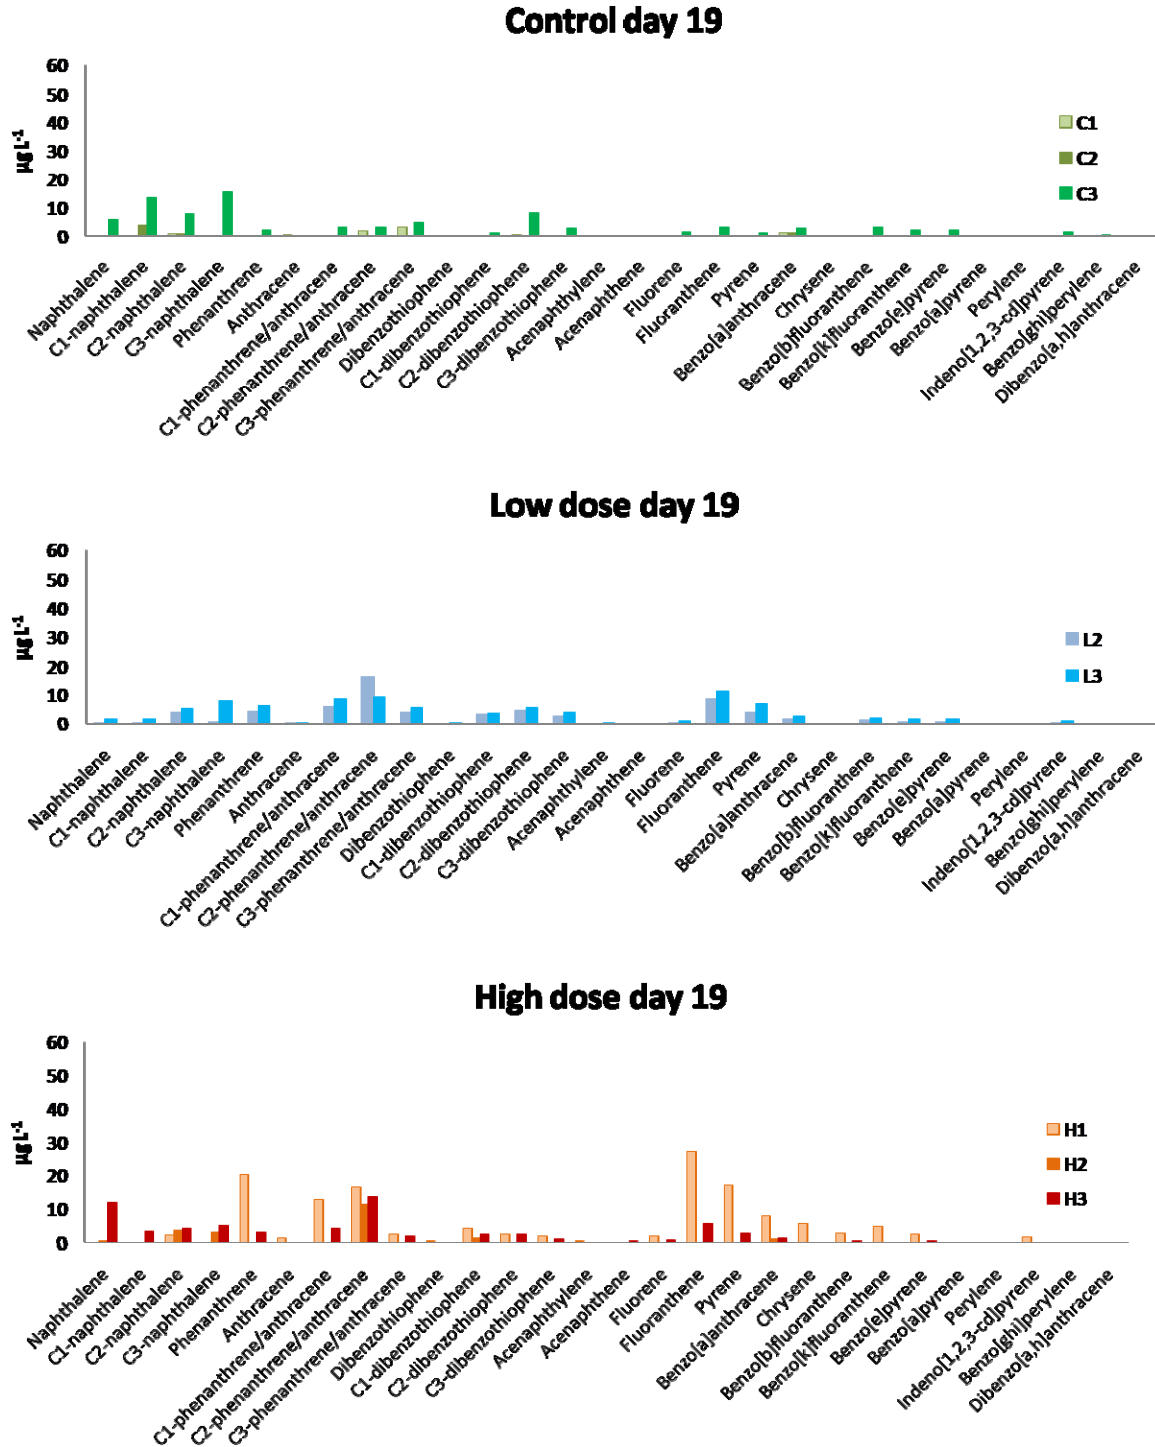 Control day 19
60
50
40
30
20
10
0
µg L-1
C1
C2
C3
Naphthalene
C1-naphthalene
C2-naphthalene
C3-naphthalene
Phenanthrene
Anthracene
C1-phenanthrene/anthracene
C2-phenanthrene/anthracene
C3-phenanthrene/anthracene
Dibenzothiophene
C1-dibenzothiophene
C2-dibenzothiophene
C3-dibenzothiophene
Acenaphthylene
Acenaphthene
Fluorene
Fluoranthene
Pyrene
Benzo[a]anthracene
Chrysene
Benzo[b]fluoranthene
Benzo[k]fluoranthene
Benzo[e]pyrene
Benzo[a]pyrene
Perylene
Indeno[1,2,3-cd]pyrene
Benzo[ghi]perylene
Dibenzo[a,h]anthracene
Low dose day 19
60
50
40
30
20
10
0
µg L-1
L2
L3
Naphthalene
C1-naphthalene
C2-naphthalene
C3-naphthalene
Phenanthrene
Anthracene
C1-phenanthrene/anthracene
C2-phenanthrene/anthracene
C3-phenanthrene/anthracene
Dibenzothiophene
C1-dibenzothiophene
C2-dibenzothiophene
C3-dibenzothiophene
Acenaphthylene
Acenaphthene
Fluorene
Fluoranthene
Pyrene
Benzo[a]anthracene
Chrysene
Benzo[b]fluoranthene
Benzo[k]fluoranthene
Benzo[e]pyrene
Benzo[a]pyrene
Perylene
Indeno[1,2,3-cd]pyrene
Benzo[ghi]perylene
Dibenzo[a,h]anthracene
High dose day 19
60
50
40
30
20
10
0
µg L-1
H1
H2
H3
Naphthalene
C1-naphthalene
C2-naphthalene
C3-naphthalene
Phenanthrene
Anthracene
C1-phenanthrene/anthracene
C2-phenanthrene/anthracene
C3-phenanthrene/anthracene
Dibenzothiophene
C1-dibenzothiophene
C2-dibenzothiophene
C3-dibenzothiophene
Acenaphthylene
Acenaphthene
Fluorene
Fluoranthene
Pyrene
Benzo[a]anthracene
Chrysene
Benzo[b]fluoranthene
Benzo[k]fluoranthene
Benzo[e]pyrene
Benzo[a]pyrene
Perylene
Indeno[1,2,3-cd]pyrene
Benzo[ghi]perylene
Dibenzo[a,h]anthracene